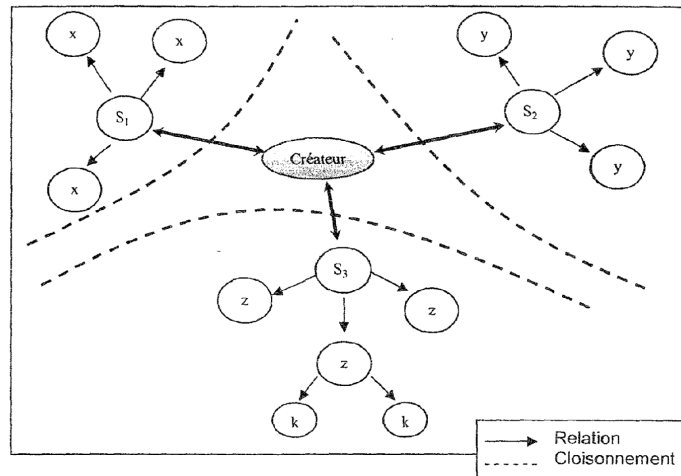 x
x
y
y
S₁
S₂
Créateur
x
y
S₃
z
z
z
k
k
Relation
Cloisonnement